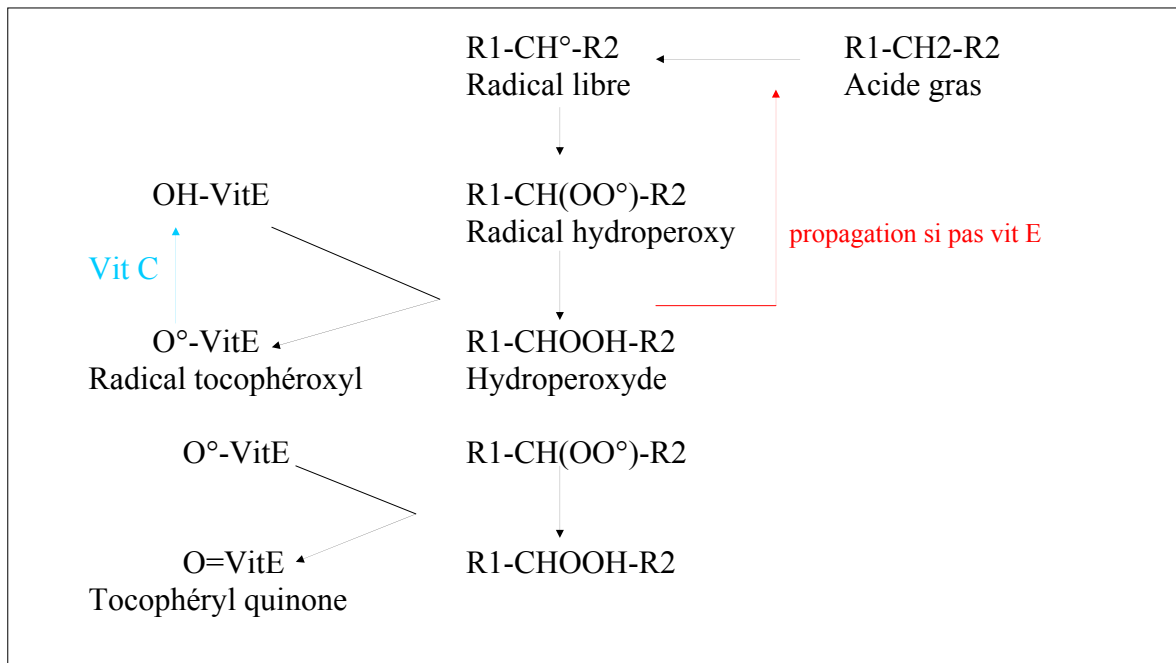 R1-CH°-R2 R1-CH2-R2
Radical libre Acide gras
OH-VitE R1-CH(OO°)-R2
Radical hydroperoxy propagation si pas vit E
Vit C
O°-VitE R1-CHOOH-R2
Radical tocophéroxyl Hydroperoxyde
O°-VitE R1-CH(OO°)-R2
O=VitE R1-CHOOH-R2
Tocophéryl quinone